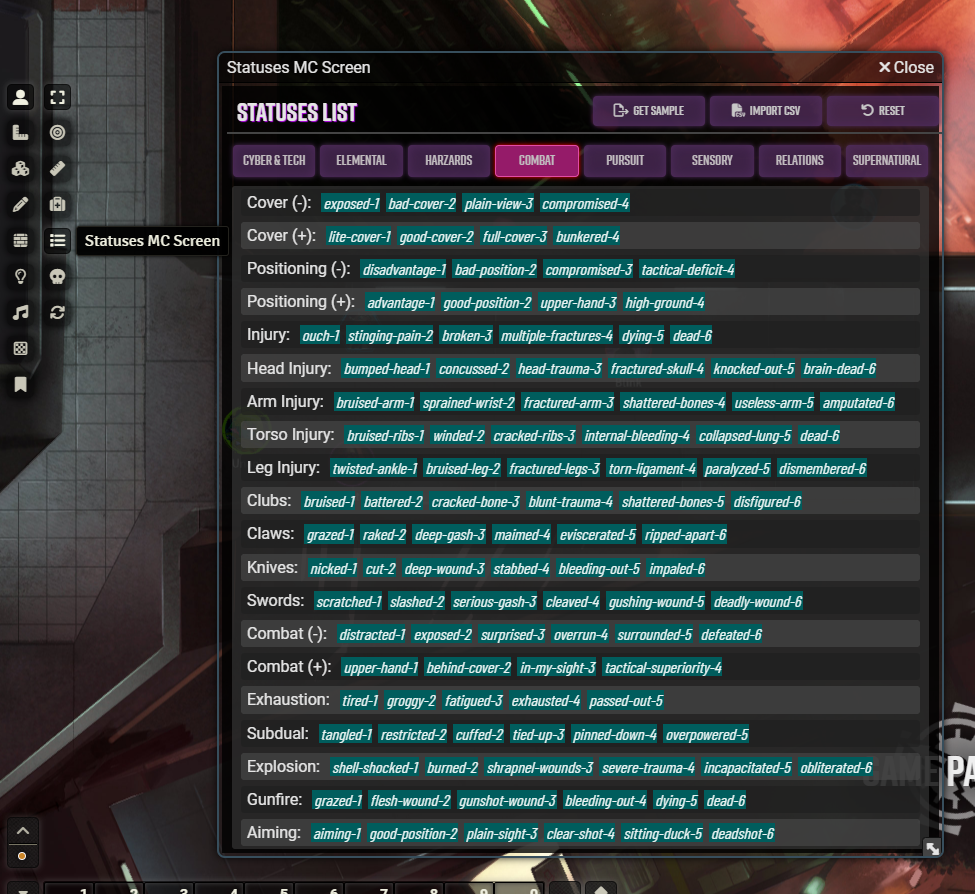 Statuses MC Screen
Close
STATUSES LIST
GET SAMPLE
IMPORT CSV
RESET
CYBER & TECH
ELEMENTAL
HARZARDS
COMBAT
PURSUIT
SENSORY
RELATIONS
SUPERNATURAL
Cover (-): exposed-1 bad-cover-2 plain-view-3 compromised-4
Cover (+): lite-cover-1 good-cover-2 full-cover-3 bunkered-4
Statuses MC Screen
Positioning (-): disadvantage-1 bad-position-2 compromised-3 tactical-deficit-4
Positioning (+): advantage-1 good-position-2 upper-hand-3 high-ground-4
Injury: ouch-1 stinging-pain-2 broken-3 multiple-fractures-4 dying-5 dead-6
Head Injury: bumped-head-1 concussed-2 head-trauma-3 fractured-skull-4 knocked-out-5 brain-dead-6
Arm Injury: bruised-arm-1 sprained-wrist-2 fractured-arm-3 shattered-bones-4 useless-arm-5 amputated-6
Torso Injury: bruised-ribs-1 winded-2 cracked-ribs-3 internal-bleeding-4 collapsed-lung-5 dead-6
Leg Injury: twisted-ankle-1 bruised-leg-2 fractured-legs-3 torn-ligament-4 paralyzed-5 dismembered-6
Clubs: bruised-1 battered-2 cracked-bone-3 blunt-trauma-4 shattered-bones-5 disfigured-6
Claws: grazed-1 raked-2 deep-gash-3 maimed-4 eviscerated-5 ripped-apart-6
Knives: nicked-1 cut-2 deep-wound-3 stabbed-4 bleeding-out-5 impaled-6
Swords: scratched-1 slashed-2 serious-gash-3 cleaved-4 gushing-wound-5 deadly-wound-6
Combat (-): distracted-1 exposed-2 surprised-3 overrun-4 surrounded-5 defeated-6
Combat (+): upper-hand-1 behind-cover-2 in-my-sight-3 tactical-superiority-4
Exhaustion: tired-1 groggy-2 fatigued-3 exhausted-4 passed-out-5
Subdual: tangled-1 restricted-2 cuffed-2 tied-up-3 pinned-down-4 overpowered-5
Explosion: shell-shocked-1 burned-2 shrapnel-wounds-3 severe-trauma-4 incapacitated-5 obliterated-6
GAME PA
Gunfire: grazed-1 flesh-wound-2 gunshot-wound-3 bleeding-out-4 dying-5 dead-6
Aiming: aiming-1 good-position-2 plain-sight-3 clear-shot-4 sitting-duck-5 deadshot-6
1 2 3 4 5 6 7 8 9 0